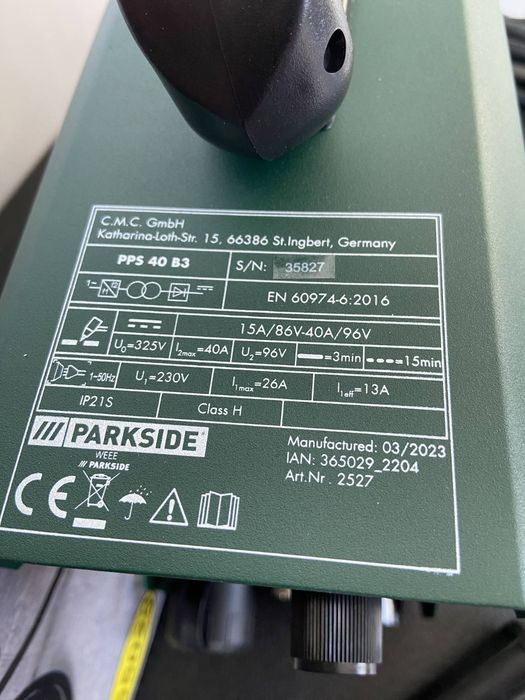 C.M.C. GmbH
Katharina-Loth-Str. 15, 66386 St.Ingbert, Germany
PPS 40 B3 S/N: 35827
1~ EN 60974-6:2016
15A/86V-40A/96V
U0=325V I2max=40A U2=96V =3min =15min
1~50Hz U1=230V I1max=26A I1eff=13A
IP21S Class H
/// PARKSIDE
Manufactured: 03/2023
IAN: 365029_2204
Art.Nr. 2527
WEEE
/// PARKSIDE
CE